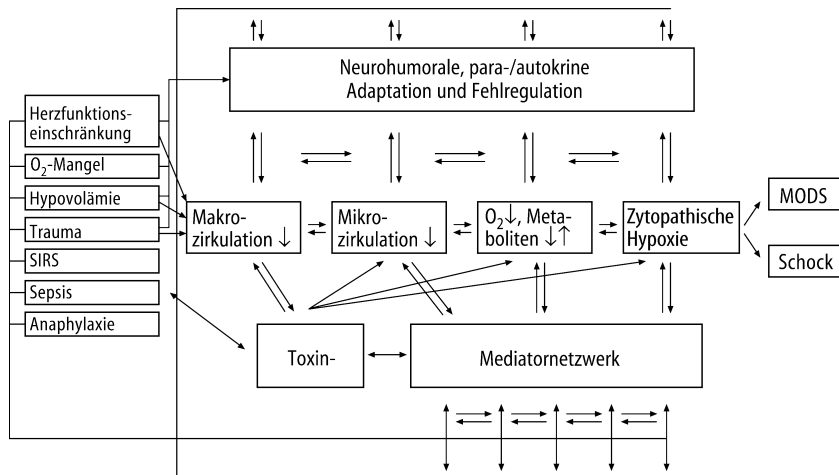 Neurohumorale, para-/autokrine
Adaptation und Fehlregulation
Herzfunktions-
einschränkung
O₂-Mangel
Hypovolämie
Trauma
SIRS
Sepsis
Anaphylaxie
Makro-
zirkulation ↓
Mikro-
zirkulation ↓
O₂↓, Meta-
boliten ↓↑
Zytopathische
Hypoxie
MODS
Schock
Toxin-
Mediatornetzwerk